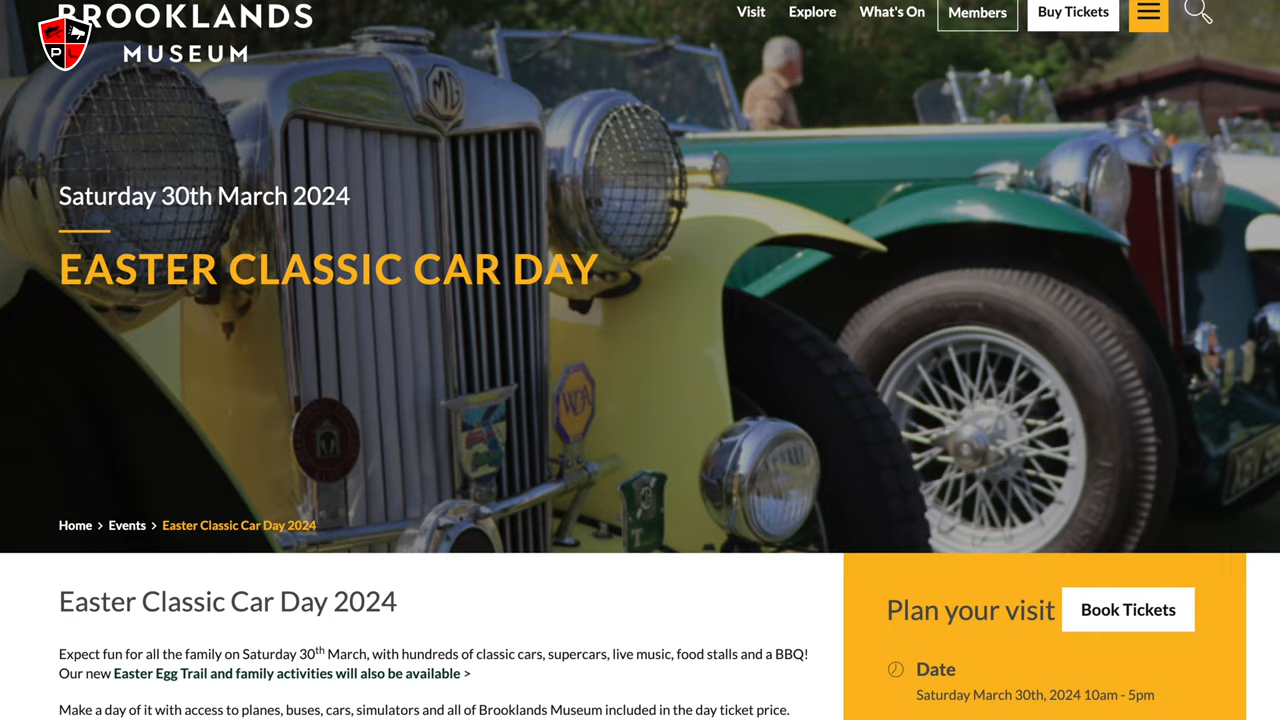 BROOKLANDS
MUSEUM
P L
Visit Explore What's On Members Buy Tickets
MG
Saturday 30th March 2024
EASTER CLASSIC CAR DAY
Home > Events > Easter Classic Car Day 2024
Easter Classic Car Day 2024
Expect fun for all the family on Saturday 30th March, with hundreds of classic cars, supercars, live music, food stalls and a BBQ!
Our new Easter Egg Trail and family activities will also be available >
Make a day of it with access to planes, buses, cars, simulators and all of Brooklands Museum included in the day ticket price.
Plan your visit Book Tickets
Date
Saturday March 30th, 2024 10am - 5pm